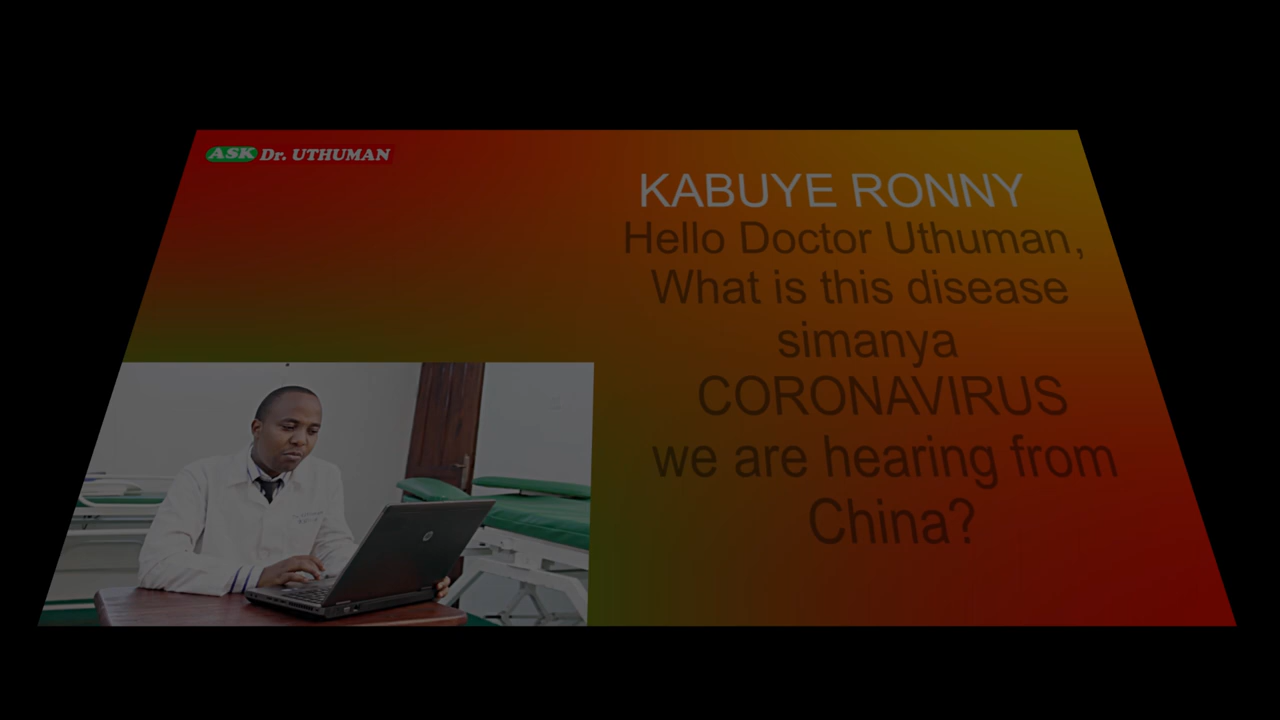 ASK Dr. UTHUMAN
KABUYE RONNY
Hello Doctor Uthuman,
What is this disease
simanya
CORONAVIRUS
we are hearing from
China?
hp